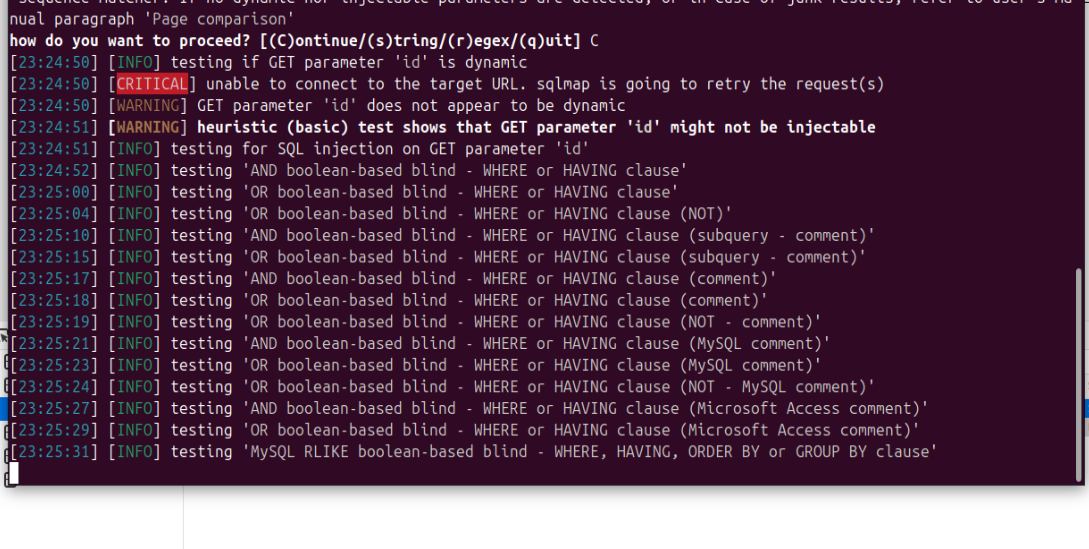 sequence matcher. If no dynamic nor injectable parameters are detected, or in case of junk results, refer to user's ma
nual paragraph 'Page comparison'
how do you want to proceed? [(C)ontinue/(s)tring/(r)egex/(q)uit] C
[23:24:50] [INFO] testing if GET parameter 'id' is dynamic
[23:24:50] [CRITICAL] unable to connect to the target URL. sqlmap is going to retry the request(s)
[23:24:50] [WARNING] GET parameter 'id' does not appear to be dynamic
[23:24:51] [WARNING] heuristic (basic) test shows that GET parameter 'id' might not be injectable
[23:24:51] [INFO] testing for SQL injection on GET parameter 'id'
[23:24:52] [INFO] testing 'AND boolean-based blind - WHERE or HAVING clause'
[23:25:00] [INFO] testing 'OR boolean-based blind - WHERE or HAVING clause'
[23:25:04] [INFO] testing 'OR boolean-based blind - WHERE or HAVING clause (NOT)'
[23:25:10] [INFO] testing 'AND boolean-based blind - WHERE or HAVING clause (subquery - comment)'
[23:25:15] [INFO] testing 'OR boolean-based blind - WHERE or HAVING clause (subquery - comment)'
[23:25:17] [INFO] testing 'AND boolean-based blind - WHERE or HAVING clause (comment)'
[23:25:18] [INFO] testing 'OR boolean-based blind - WHERE or HAVING clause (comment)'
[23:25:19] [INFO] testing 'OR boolean-based blind - WHERE or HAVING clause (NOT - comment)'
[23:25:21] [INFO] testing 'AND boolean-based blind - WHERE or HAVING clause (MySQL comment)'
[23:25:23] [INFO] testing 'OR boolean-based blind - WHERE or HAVING clause (MySQL comment)'
[23:25:24] [INFO] testing 'OR boolean-based blind - WHERE or HAVING clause (NOT - MySQL comment)'
[23:25:27] [INFO] testing 'AND boolean-based blind - WHERE or HAVING clause (Microsoft Access comment)'
[23:25:29] [INFO] testing 'OR boolean-based blind - WHERE or HAVING clause (Microsoft Access comment)'
[23:25:31] [INFO] testing 'MySQL RLIKE boolean-based blind - WHERE, HAVING, ORDER BY or GROUP BY clause'